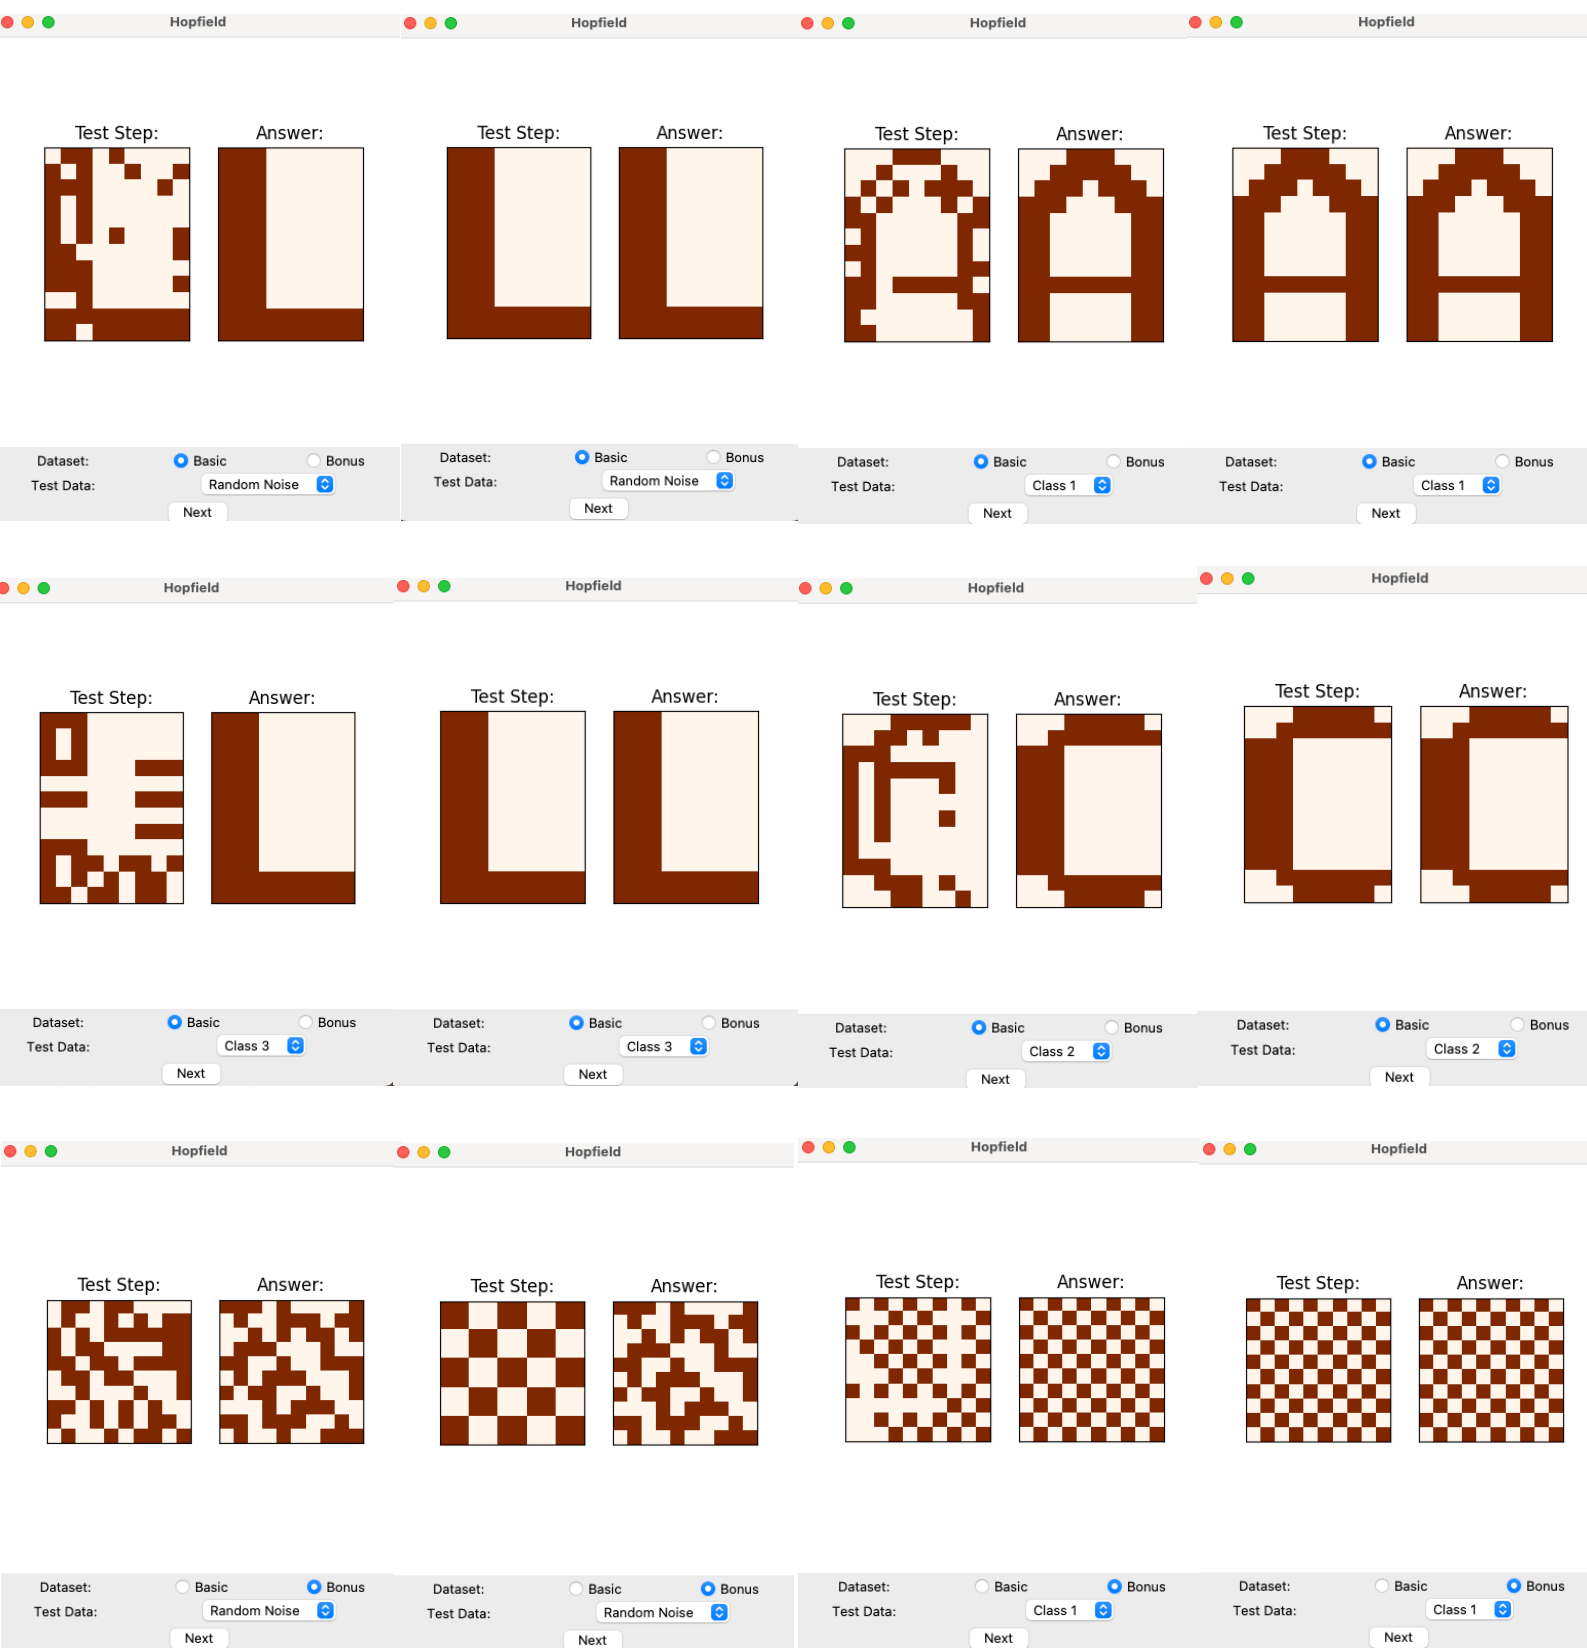 Hopfield
Test Step: Answer:
Dataset: Basic Bonus
Test Data: Random Noise
Next
Hopfield
Test Step: Answer:
Dataset: Basic Bonus
Test Data: Random Noise
Next
Hopfield
Test Step: Answer:
Dataset: Basic Bonus
Test Data: Class 1
Next
Hopfield
Test Step: Answer:
Dataset: Basic Bonus
Test Data: Class 1
Next
Hopfield
Test Step: Answer:
Dataset: Basic Bonus
Test Data: Class 3
Next
Hopfield
Test Step: Answer:
Dataset: Basic Bonus
Test Data: Class 3
Next
Hopfield
Test Step: Answer:
Dataset: Basic Bonus
Test Data: Class 2
Next
Hopfield
Test Step: Answer:
Dataset: Basic Bonus
Test Data: Class 2
Next
Hopfield
Test Step: Answer:
Dataset: Basic Bonus
Test Data: Random Noise
Next
Hopfield
Test Step: Answer:
Dataset: Basic Bonus
Test Data: Random Noise
Next
Hopfield
Test Step: Answer:
Dataset: Basic Bonus
Test Data: Class 1
Next
Hopfield
Test Step: Answer:
Dataset: Basic Bonus
Test Data: Class 1
Next